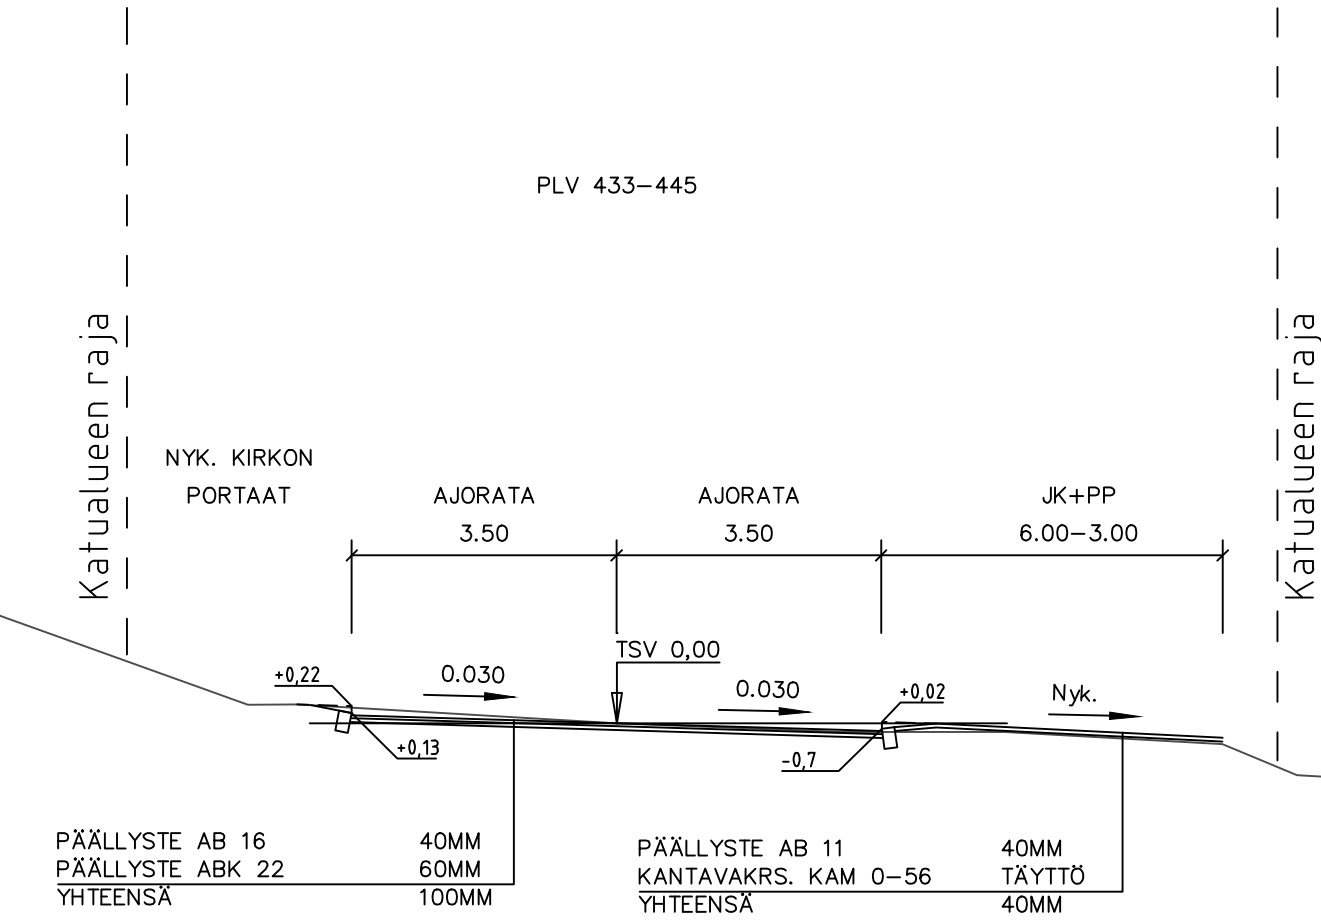 PLV 433-445
Katualueen raja
Katualueen raja
NYK. KIRKON
PORTAAT
AJORATA
3.50
AJORATA
3.50
JK+PP
6.00-3.00
TSV 0,00
+0,22
0.030
0.030
+0,02
Nyk.
+0,13
-0,7
PÄÄLLYSTE AB 16 40MM
PÄÄLLYSTE ABK 22 60MM
YHTEENSÄ 100MM
PÄÄLLYSTE AB 11 40MM
KANTAVAKRS. KAM 0-56 TÄYTTÖ
YHTEENSÄ 40MM